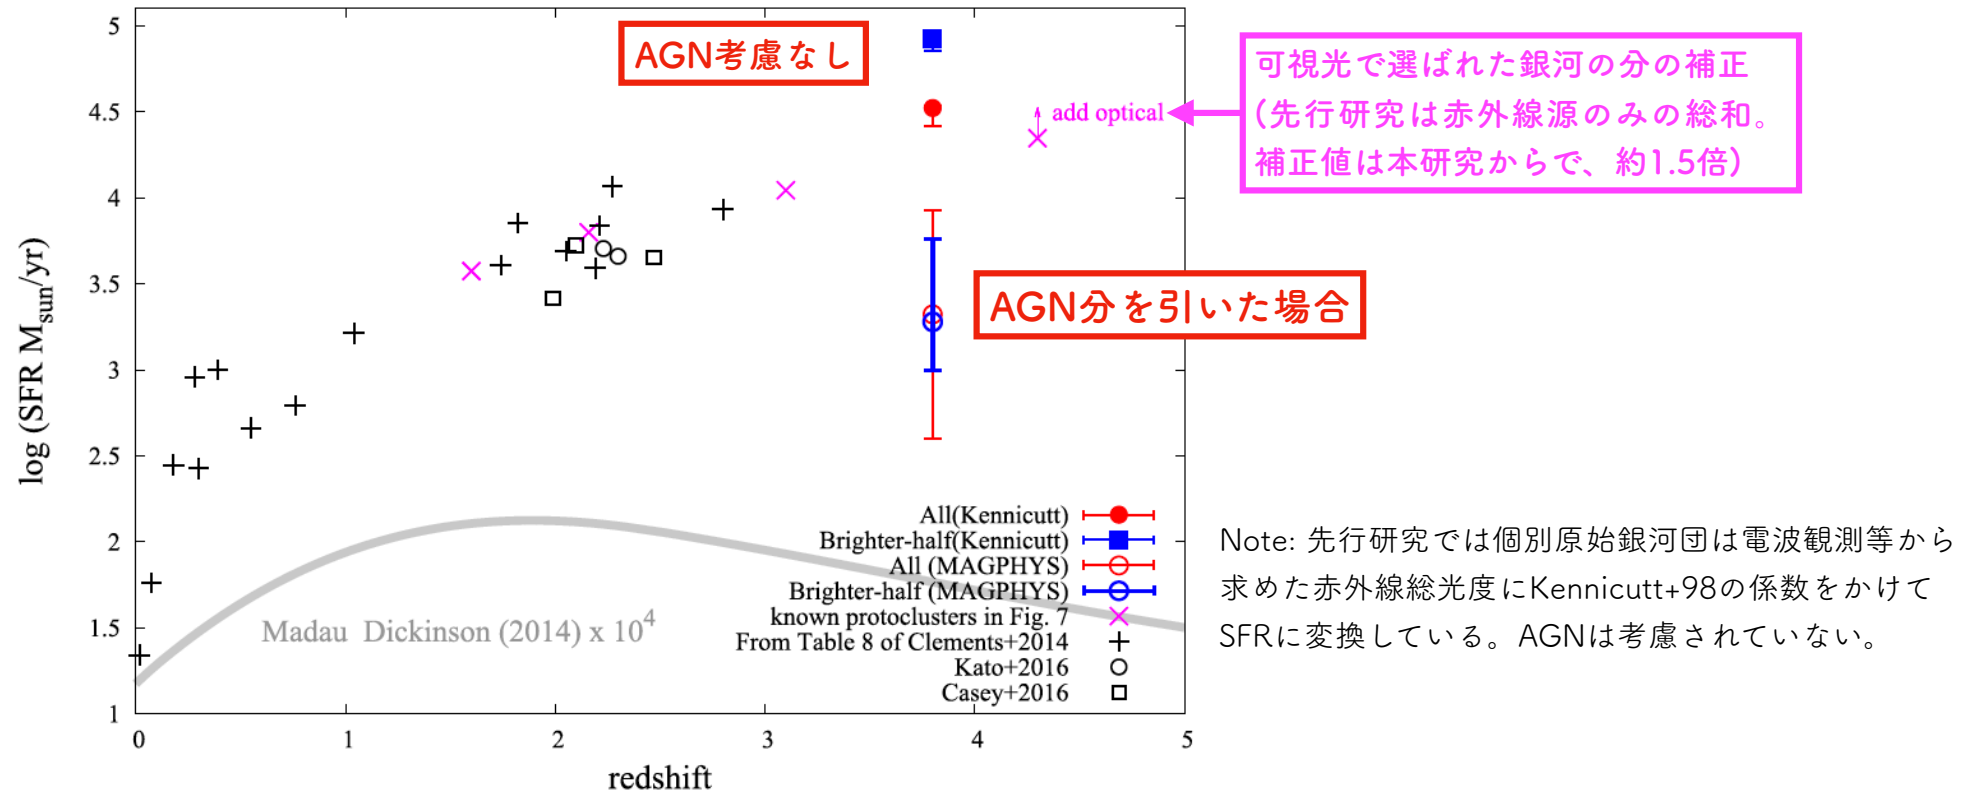 AGN考慮なし
可視光で選ばれた銀河の分の補正
(先行研究は赤外線源のみの総和。
補正値は本研究からで、約1.5倍)
add optical
AGN分を引いた場合
log (SFR Msun/yr)
5
4.5
4
3.5
3
2.5
2
1.5
1
0 1 2 3 4 5
redshift
Madau Dickinson (2014) x 10^4
All(Kennicutt)
Brighter-half(Kennicutt)
All (MAGPHYS)
Brighter-half (MAGPHYS)
known protoclusters in Fig. 7
From Table 8 of Clements+2014
Kato+2016
Casey+2016
Note: 先行研究では個別原始銀河団は電波観測等から
求めた赤外線総光度にKennicutt+98の係数をかけて
SFRに変換している。AGNは考慮されていない。